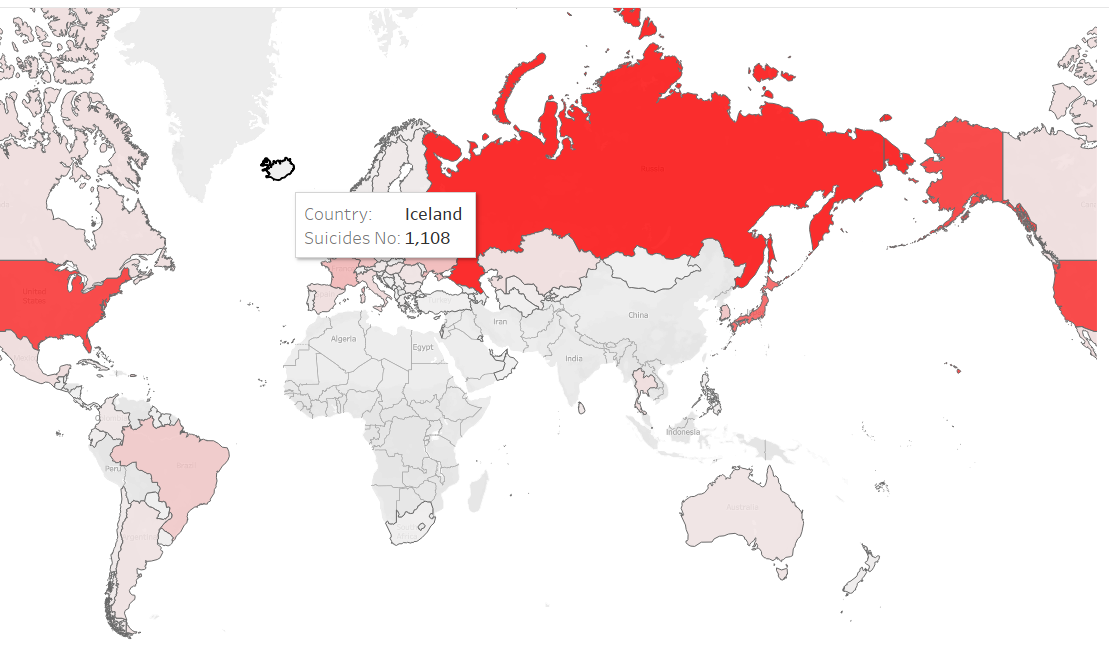 Russia
Country: Iceland
Suicides No: 1,108
United
States
China
Iran
Algeria
Egypt
India
Indonesia
Peru
Brazil
Australia
Argentina